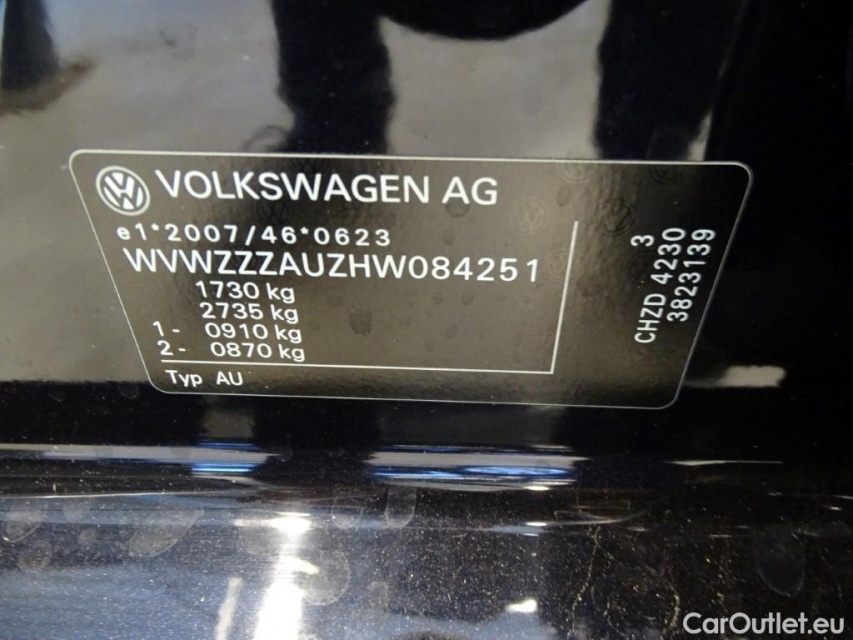 VOLKSWAGEN AG
e1*2007/46*0623
WVWZZZAUZHW084251
1730 kg
2735 kg
1- 0910 kg
2- 0870 kg
Typ AU
3
CHZD 4230
3823139
CarOutlet.eu